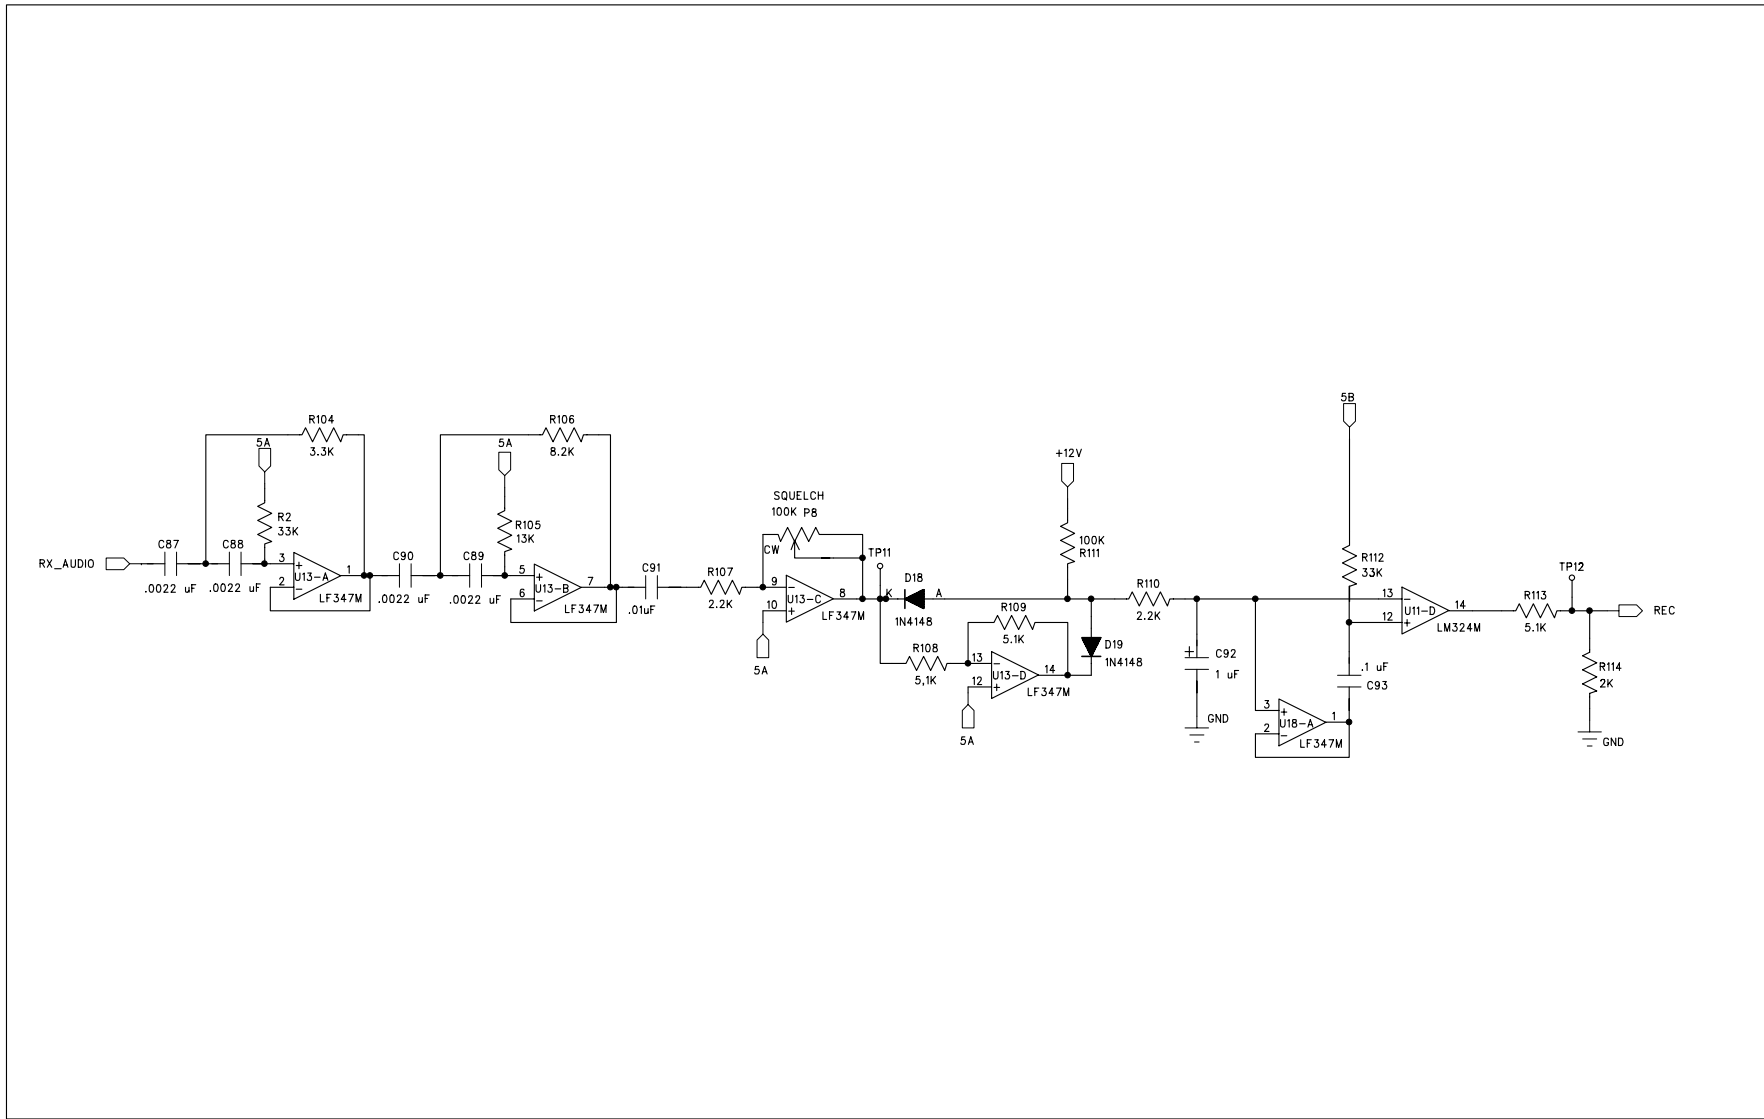 RX_AUDIO
C87
.0022 uF
C88
.0022 uF
R104
3.3K
5A
R2
33K
3
+
2
-
U13-A
1
LF347M
C90
.0022 uF
C89
.0022 uF
R106
8.2K
5A
R105
13K
5
+
6
-
U13-B
7
LF347M
C91
.01uF
R107
2.2K
SQUELCH
100K P8
CW
9
-
10
+
U13-C
8
LF347M
5A
TP11
K
D18
A
1N4148
R108
5,1K
R109
5.1K
13
-
12
+
U13-D
14
LF347M
5A
+12V
100K
R111
D19
1N4148
R110
2.2K
+
C92
1 uF
GND
5B
R112
33K
3
+
2
-
U18-A
1
LF347M
.1 uF
C93
13
-
12
+
U11-D
14
LM324M
R113
5.1K
TP12
REC
R114
2K
GND